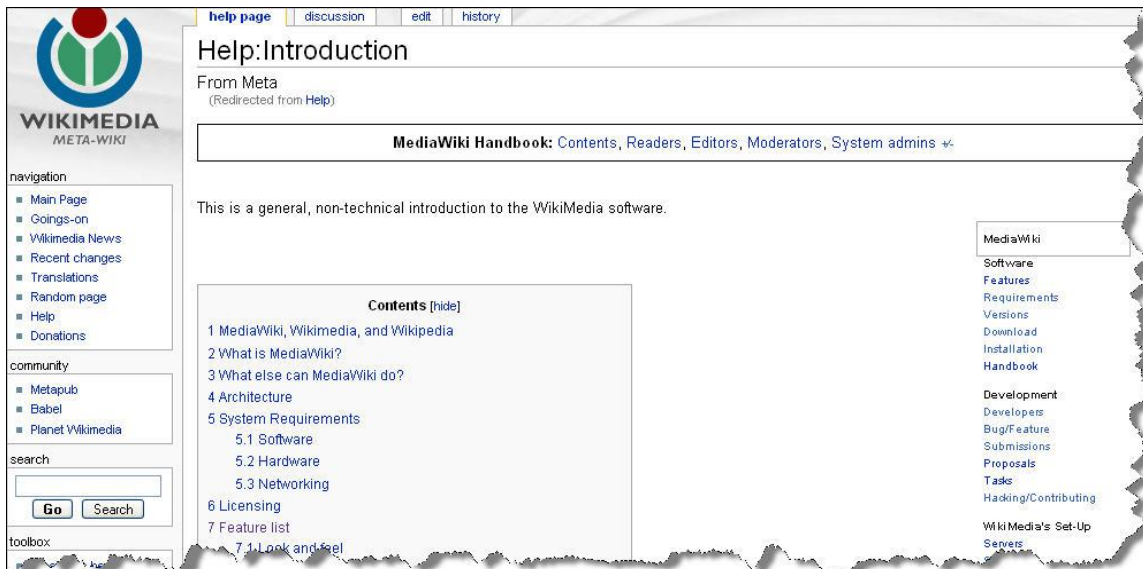 WIKIMEDIA
META-WIKI
navigation
Main Page
Goings-on
Wikimedia News
Recent changes
Translations
Random page
Help
Donations
community
Metapub
Babel
Planet Wikimedia
search
Go Search
toolbox
help page discussion edit history
Help:Introduction
From Meta
(Redirected from Help)
MediaWiki Handbook: Contents, Readers, Editors, Moderators, System admins +/-
This is a general, non-technical introduction to the WikiMedia software.
Contents [hide]
1 MediaWiki, Wikimedia, and Wikipedia
2 What is MediaWiki?
3 What else can MediaWiki do?
4 Architecture
5 System Requirements
5.1 Software
5.2 Hardware
5.3 Networking
6 Licensing
7 Feature list
7.1 Look and feel
MediaWiki
Software
Features
Requirements
Versions
Download
Installation
Handbook
Development
Developers
Bug/Feature
Submissions
Proposals
Tasks
Hacking/Contributing
WikiMedia's Set-Up
Servers